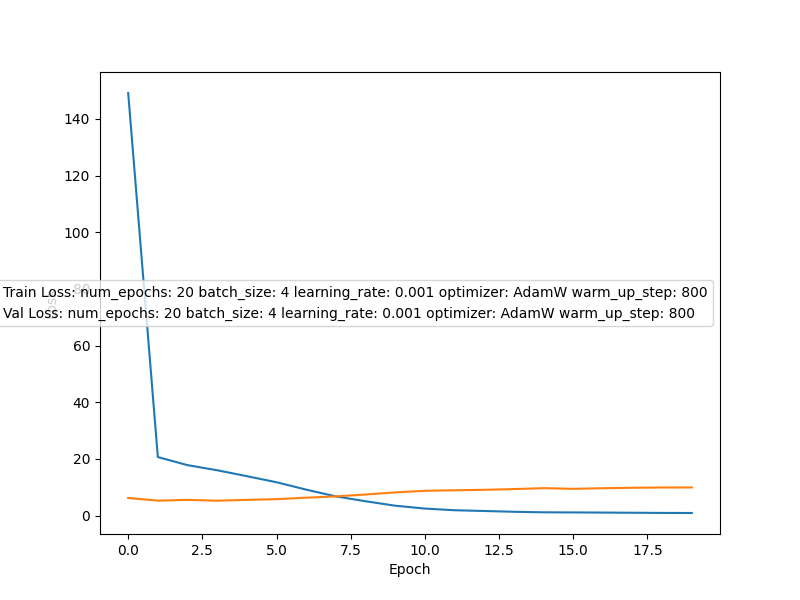 140
120
100
80
Train Loss: num_epochs: 20 batch_size: 4 learning_rate: 0.001 optimizer: AdamW warm_up_step: 800
Val Loss: num_epochs: 20 batch_size: 4 learning_rate: 0.001 optimizer: AdamW warm_up_step: 800
60
40
20
0
0.0 2.5 5.0 7.5 10.0 12.5 15.0 17.5
Epoch